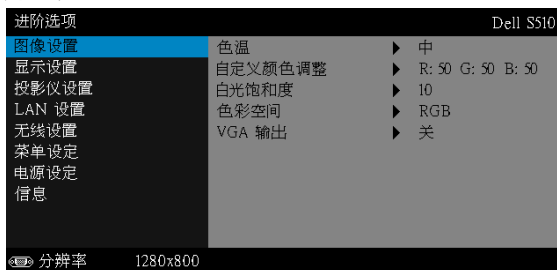 进阶选项 Dell S510
图像设置 色温 中
显示设置 自定义颜色调整 R: 50 G: 50 B: 50
投影仪设置 白光饱和度 10
LAN 设置 色彩空间 RGB
无线设置 VGA 输出 关
菜单设定
电源设定
信息
分辨率 1280x800